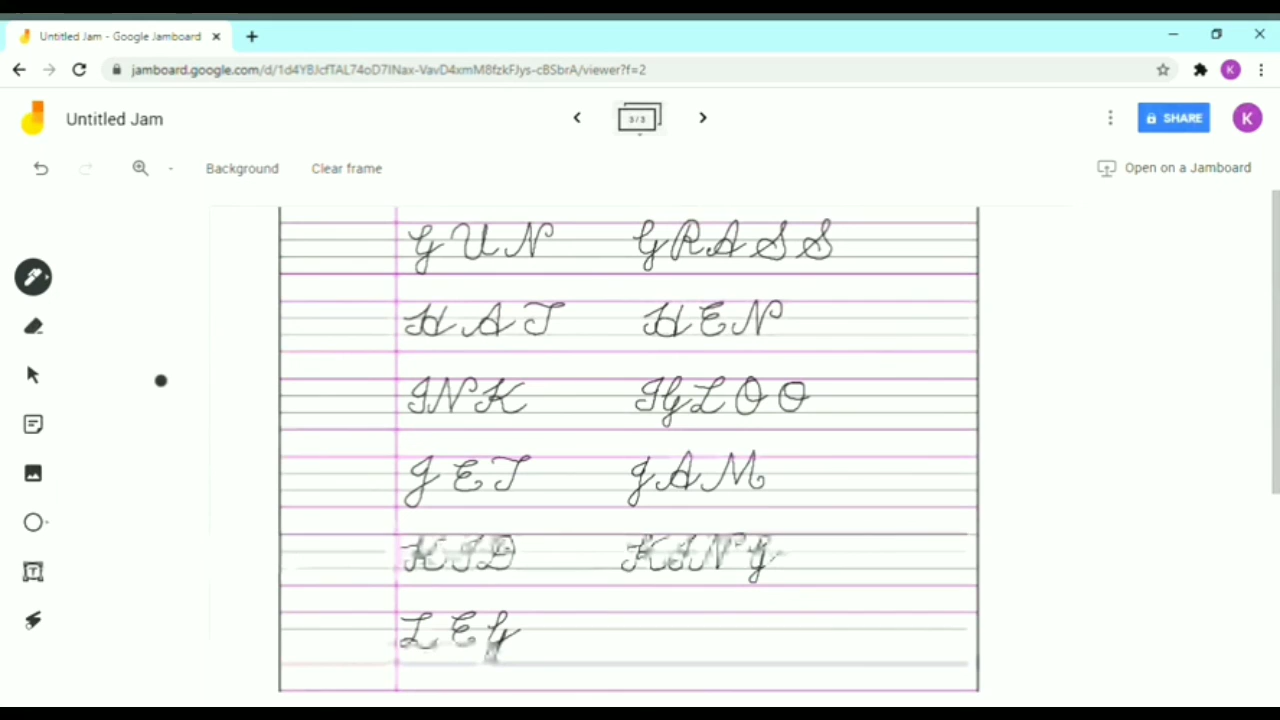 Untitled Jam - Google Jamboard
jamboard.google.com/d/1d4YBJcfTAL74oD7INax-VavD4xmM8fzkFJys-cBSbrA/viewer?f=2
K
Untitled Jam
3/3
SHARE
K
Background
Clear frame
Open on a Jamboard
GUN GRASS
HAT HEN
INK IGLOO
JET JAM
KID KING
LEG